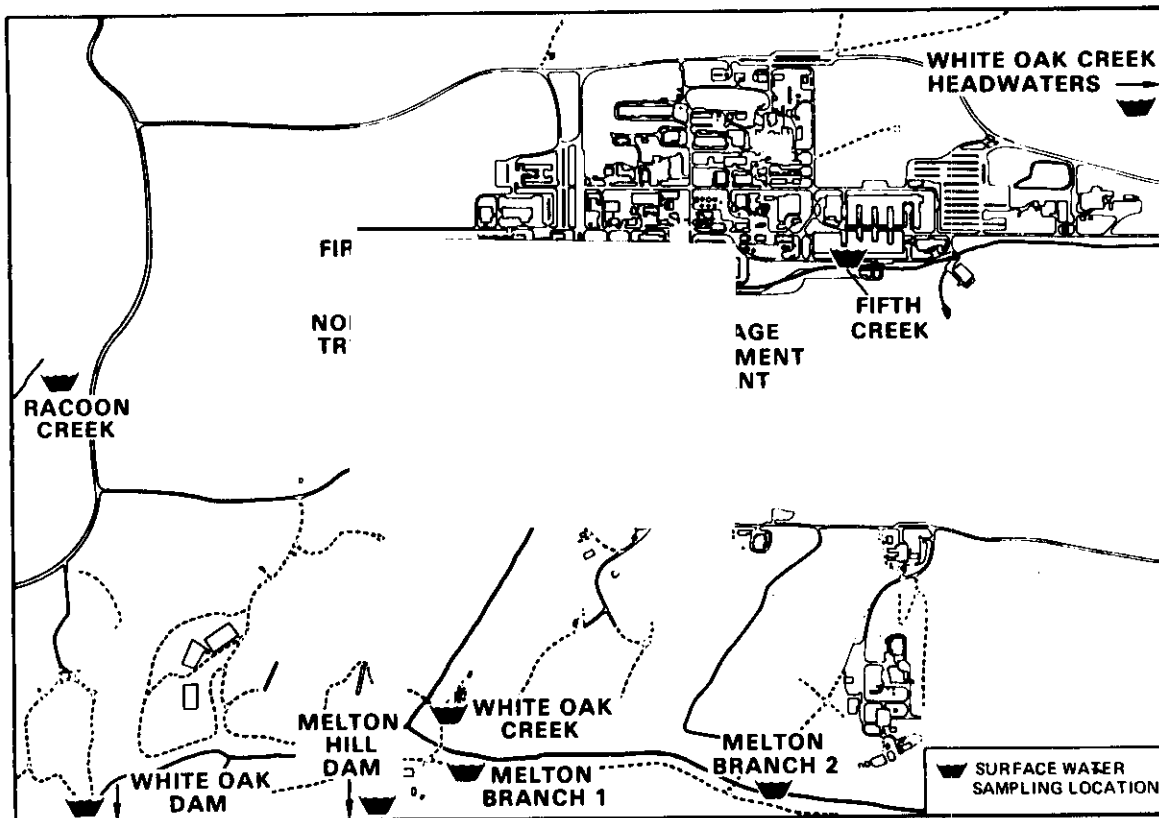 WHITE OAK CREEK
HEADWATERS
FIFTH
CREEK
RACOON
CREEK
WHITE OAK
CREEK
MELTON
HILL
DAM
MELTON
BRANCH 2
WHITE OAK
DAM
MELTON
BRANCH 1
SURFACE WATER
SAMPLING LOCATION